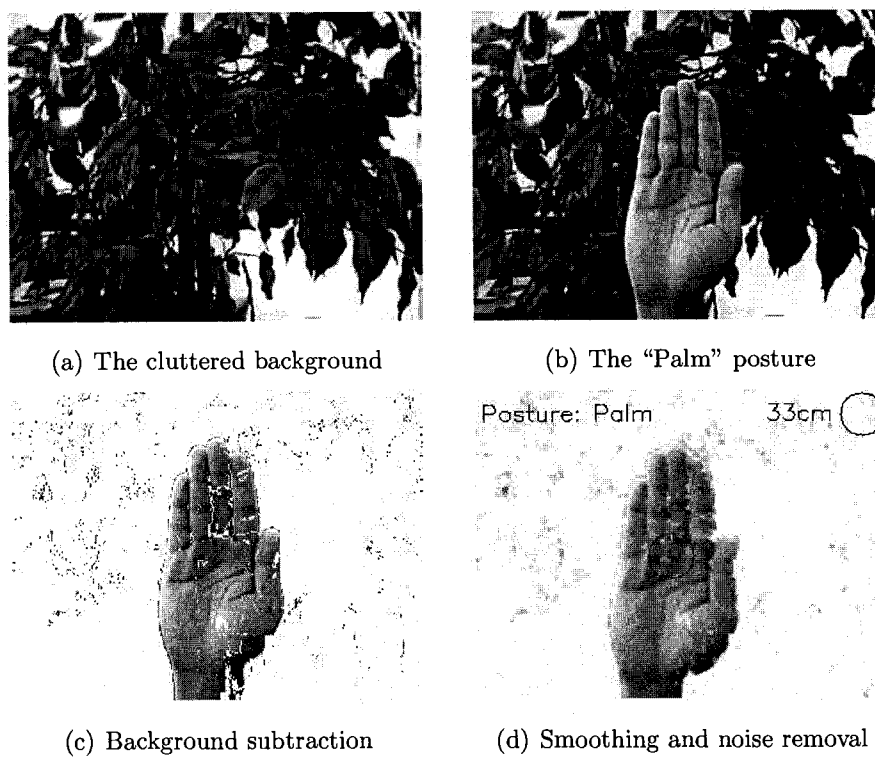 (a) The cluttered background
(b) The “Palm” posture
Posture: Palm 33cm
(c) Background subtraction
(d) Smoothing and noise removal